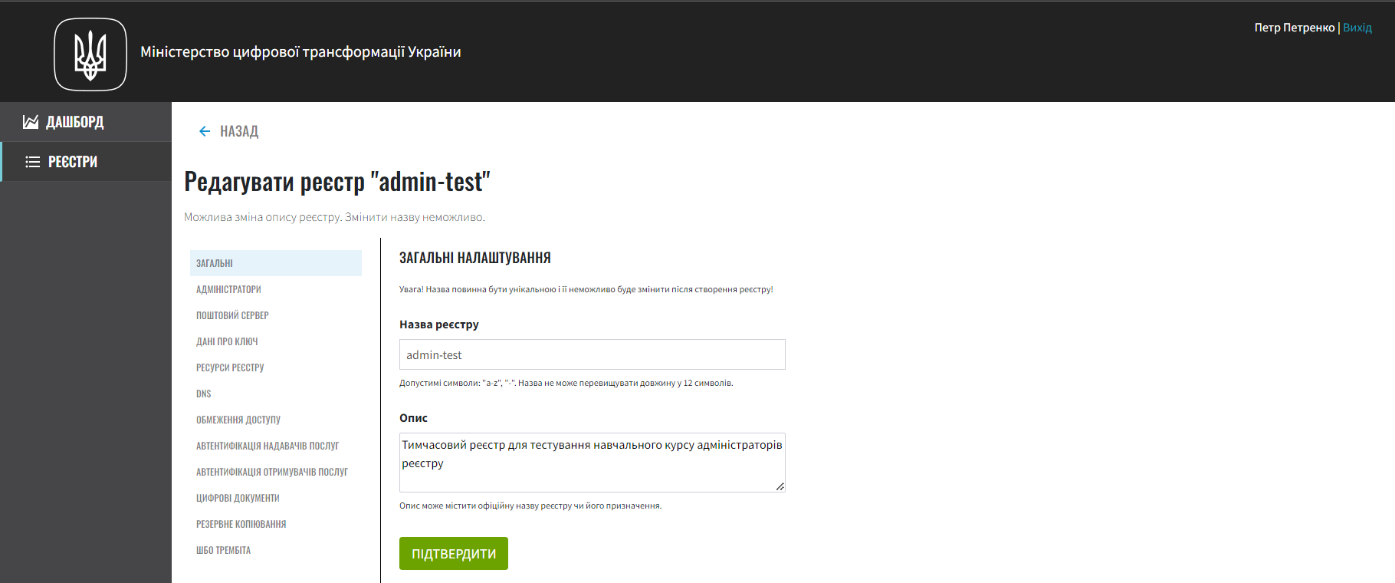 Міністерство цифрової трансформації України
Петр Петренко | Вихід
ДАШБОРД
РЕЄСТРИ
НАЗАД
Редагувати реєстр "admin-test"
Можлива зміна опису реєстру. Змінити назву неможливо.
ЗАГАЛЬНІ
АДМІНІСТРАТОРИ
ПОШТОВИЙ СЕРВЕР
ДАНІ ПРО КЛЮЧ
РЕСУРСИ РЕЄСТРУ
DNS
ОБМЕЖЕННЯ ДОСТУПУ
АВТЕНТИФІКАЦІЯ НАДАВАЧІВ ПОСЛУГ
АВТЕНТИФІКАЦІЯ ОТРИМУВАЧІВ ПОСЛУГ
ЦИФРОВІ ДОКУМЕНТИ
РЕЗЕРВНЕ КОПІЮВАННЯ
ШБО ТРЕМБІТА
ЗАГАЛЬНІ НАЛАШТУВАННЯ
Увага! Назва повинна бути унікальною і її неможливо буде змінити після створення реєстру!
Назва реєстру
admin-test
Допустимі символи: "a-z", "-". Назва не може перевищувати довжину у 12 символів.
Опис
Тимчасовий реєстр для тестування навчального курсу адміністраторів
реєстру
Опис може містити офіційну назву реєстру чи його призначення.
ПІДТВЕРДИТИ